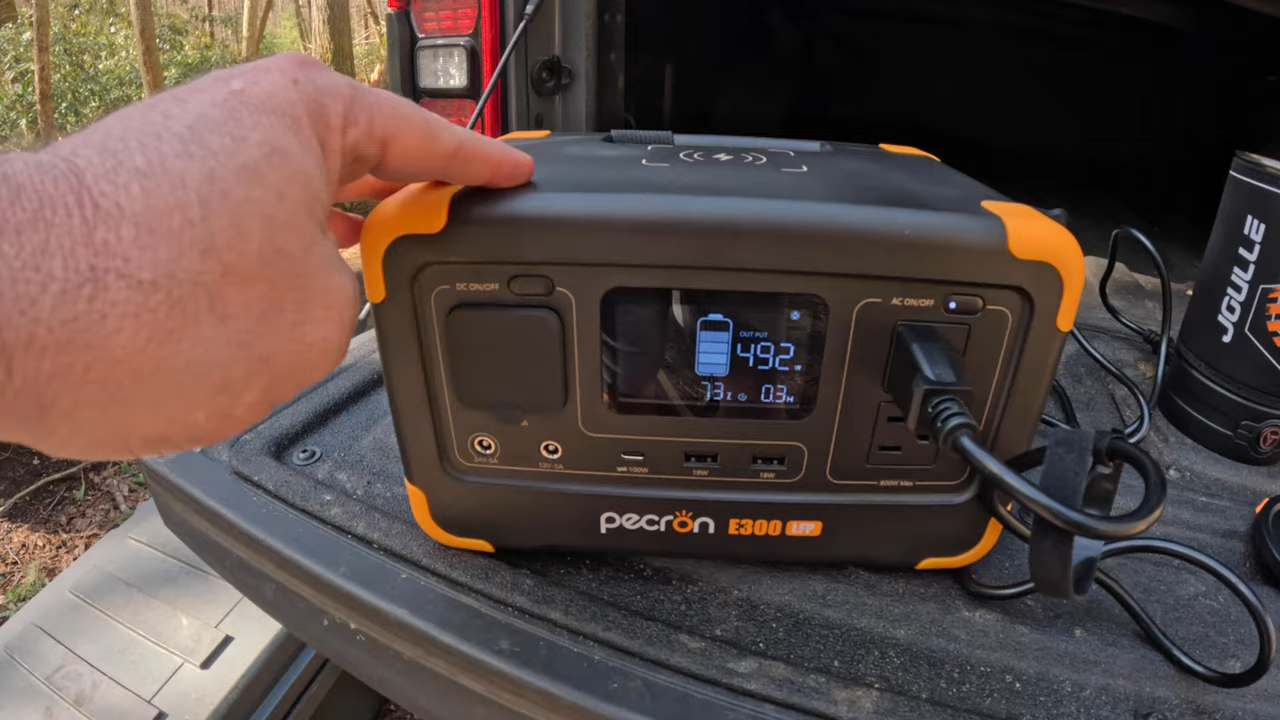 DC ON/OFF
AC ON/OFF
OUT PUT
492 W
73% 0.3H
24V⎓5A
12V⎓5A
100W
18W
18W
600W Max
pecron E300 LFP
JOULLE